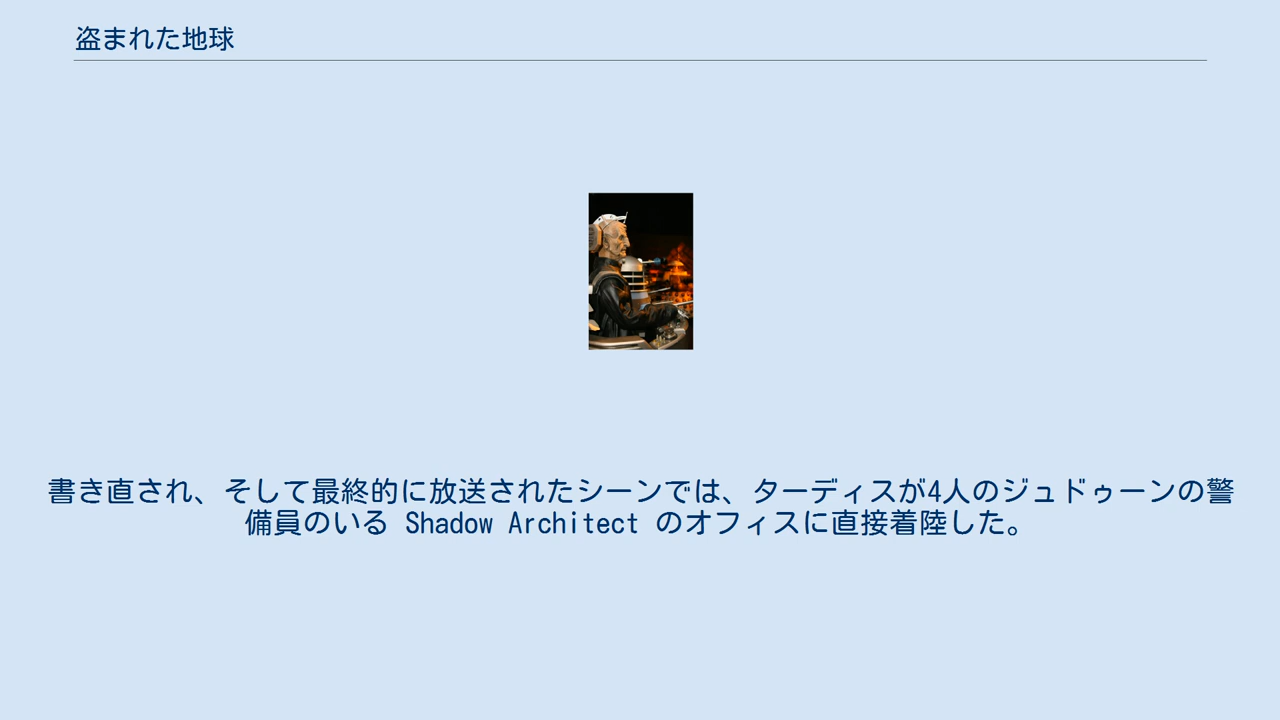 盗まれた地球
書き直され、そして最終的に放送されたシーンでは、ターディスが4人のジュドゥーンの警
備員のいる Shadow Architect のオフィスに直接着陸した。